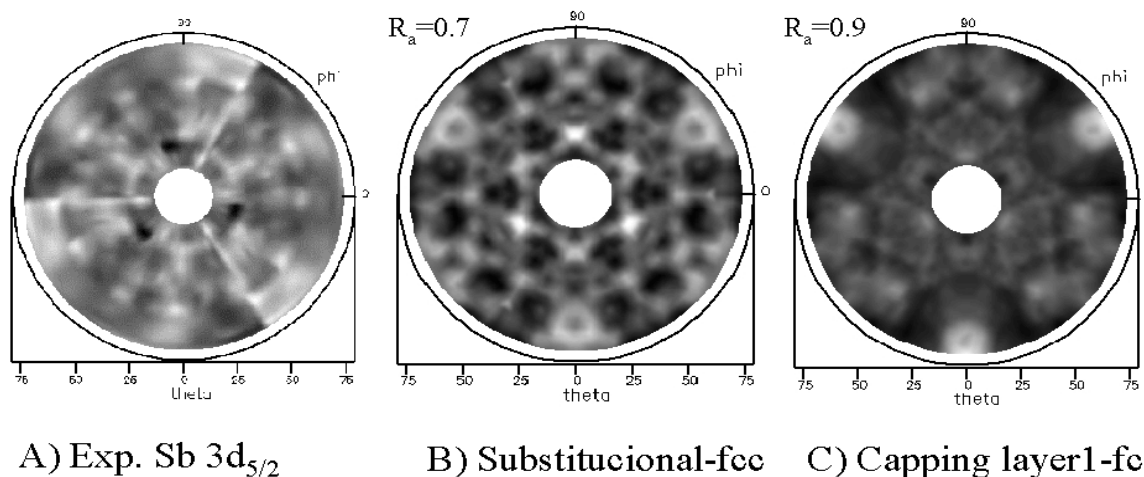 90
phi
0
75 50 25 0 25 50 75
theta
A) Exp. Sb 3d5/2
Ra=0.7
90
phi
0
75 50 25 0 25 50 75
theta
B) Substitucional-fcc
Ra=0.9
90
phi
0
75 50 25 0 25 50 75
theta
C) Capping layer1-fc